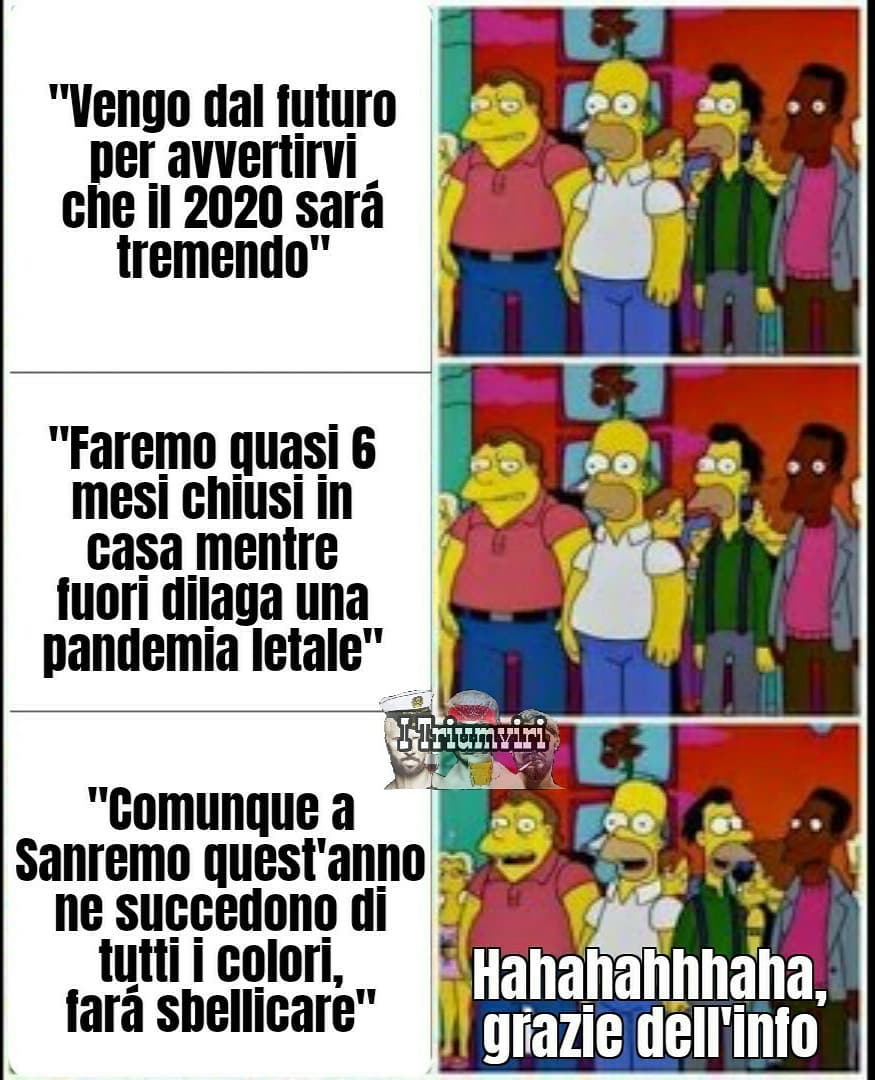 "Vengo dal futuro
per avvertirvi
che il 2020 sará
tremendo"
"Faremo quasi 6
mesi chiusi in
casa mentre
fuori dilaga una
pandemia letale"
I Triumviri
"Comunque a
Sanremo quest'anno
ne succedono di
tutti i colori,
fará sbellicare"
Hahahahhhaha,
grazie dell'info